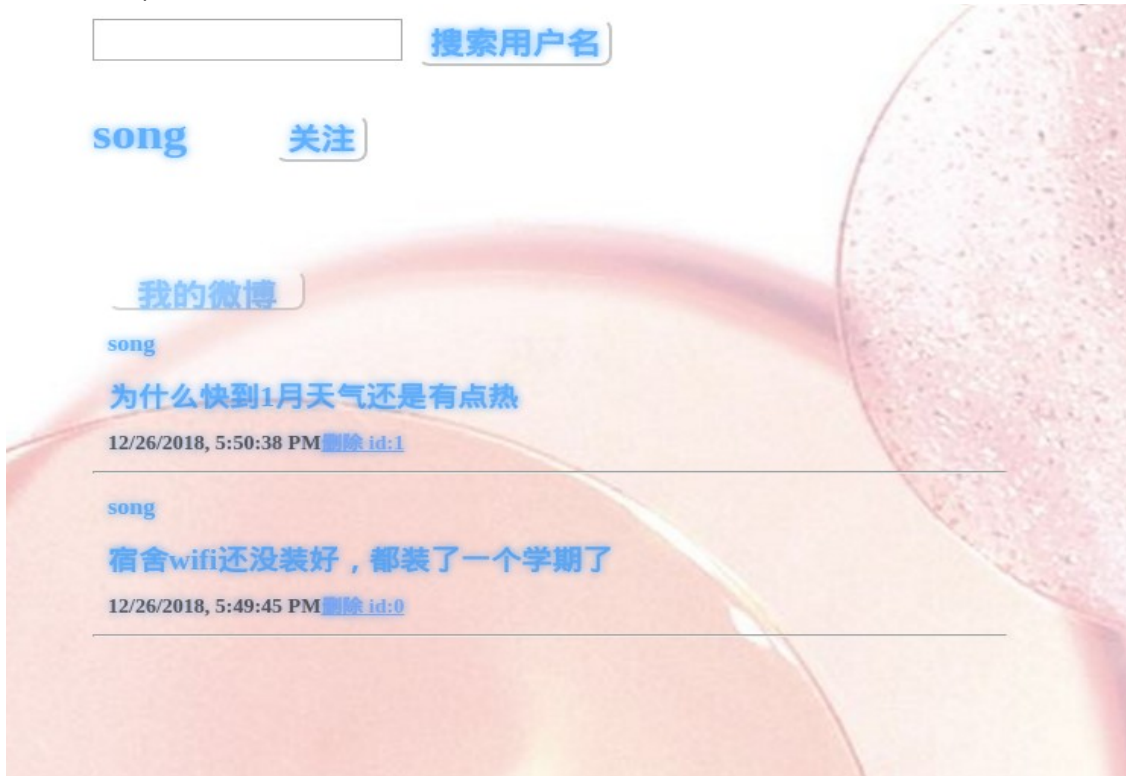 搜索用户名
song 关注
我的微博
song
为什么快到1月天气还是有点热
12/26/2018, 5:50:38 PM删除 id:1
song
宿舍wifi还没装好，都装了一个学期了
12/26/2018, 5:49:45 PM删除 id:0